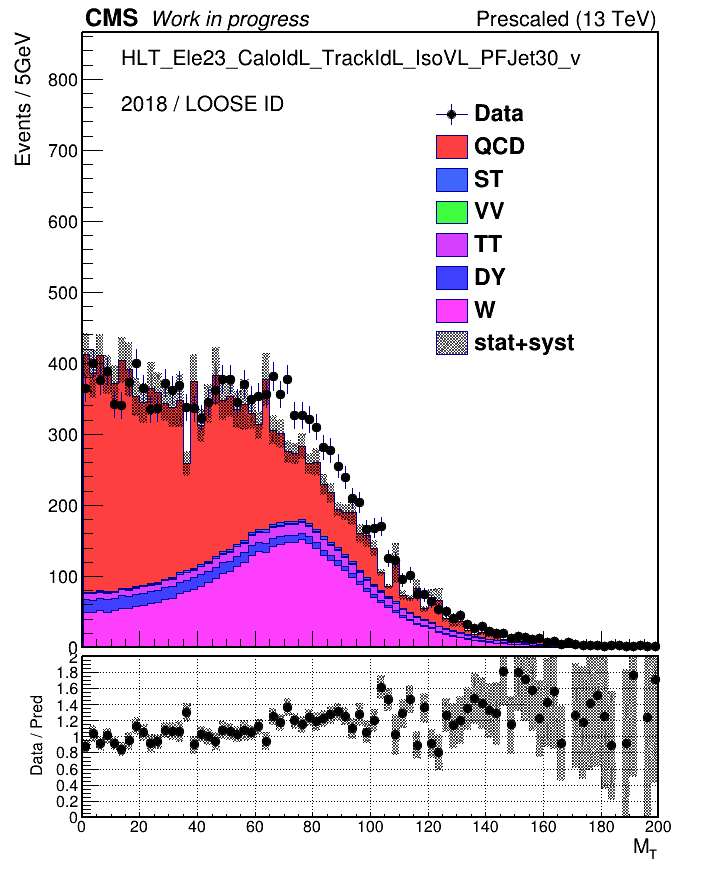 CMS Work in progress Prescaled (13 TeV)
Events / 5GeV
HLT_Ele23_CaloIdL_TrackIdL_IsoVL_PFJet30_v
2018 / LOOSE ID
Data
QCD
ST
VV
TT
DY
W
stat+syst
800
700
600
500
400
300
200
100
0
Data / Pred
2
1.8
1.6
1.4
1.2
1
0.8
0.6
0.4
0.2
0
0 20 40 60 80 100 120 140 160 180 200
M_T